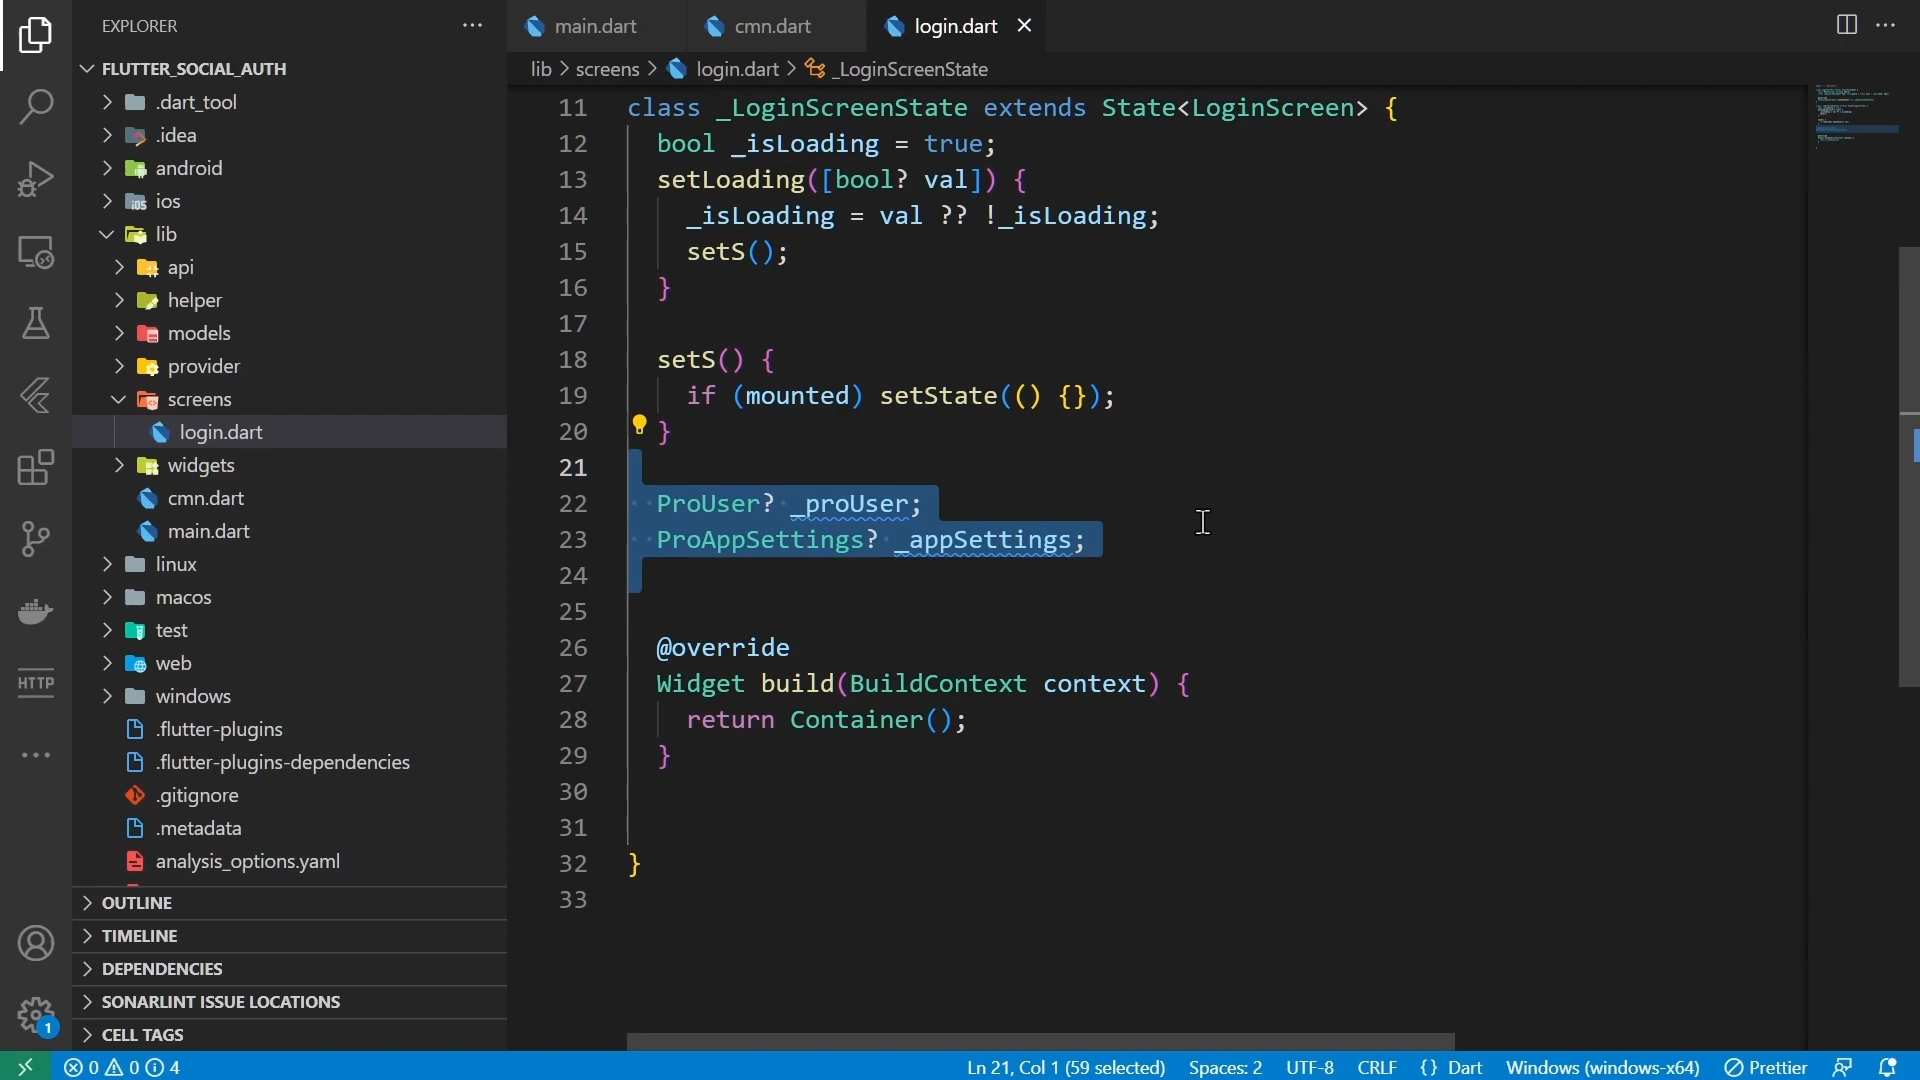 EXPLORER
FLUTTER_SOCIAL_AUTH
.dart_tool
.idea
android
ios
lib
api
helper
models
provider
screens
login.dart
widgets
cmn.dart
main.dart
linux
macos
test
web
windows
.flutter-plugins
.flutter-plugins-dependencies
.gitignore
.metadata
analysis_options.yaml
OUTLINE
TIMELINE
DEPENDENCIES
SONARLINT ISSUE LOCATIONS
CELL TAGS
HTTP
1
main.dart
cmn.dart
login.dart
lib > screens > login.dart > _LoginScreenState
11 class _LoginScreenState extends State<LoginScreen> {
12 bool _isLoading = true;
13 setLoading([bool? val]) {
14 _isLoading = val ?? !_isLoading;
15 setS();
16 }
17
18 setS() {
19 if (mounted) setState(() {});
20 }
21
22 ProUser? _proUser;
23 ProAppSettings? _appSettings;
24
25
26 @override
27 Widget build(BuildContext context) {
28 return Container();
29 }
30
31
32 }
33
0 0 4
Ln 21, Col 1 (59 selected) Spaces: 2 UTF-8 CRLF {} Dart Windows (windows-x64) Prettier